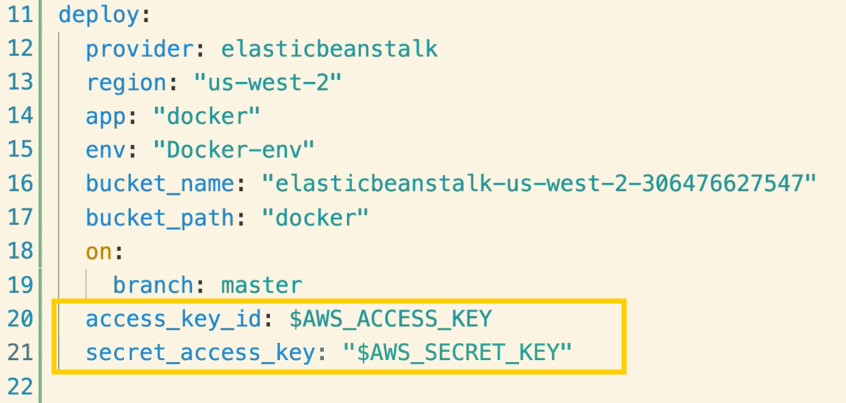 11 deploy:
12 provider: elasticbeanstalk
13 region: "us-west-2"
14 app: "docker"
15 env: "Docker-env"
16 bucket_name: "elasticbeanstalk-us-west-2-306476627547"
17 bucket_path: "docker"
18 on:
19 branch: master
20 access_key_id: $AWS_ACCESS_KEY
21 secret_access_key: "$AWS_SECRET_KEY"
22